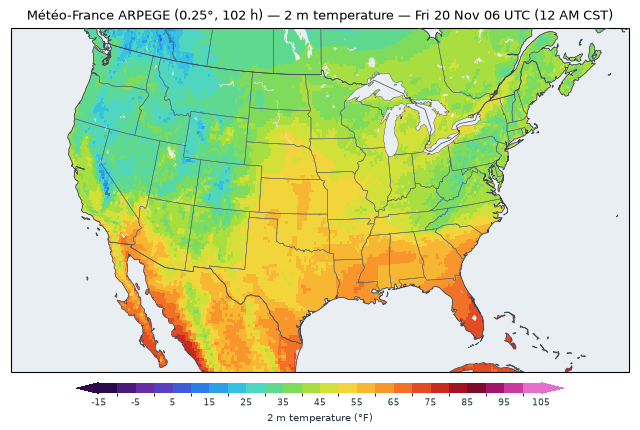 Météo-France ARPEGE (0.25°, 102 h) — 2 m temperature — Fri 20 Nov 06 UTC (12 AM CST)
-15 -5 5 15 25 35 45 55 65 75 85 95 105
2 m temperature (°F)